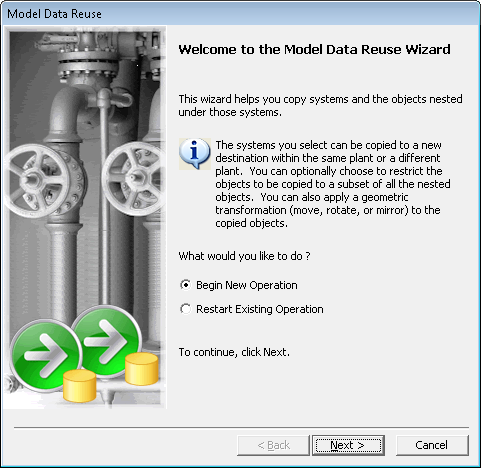 Model Data Reuse
Welcome to the Model Data Reuse Wizard
This wizard helps you copy systems and the objects nested
under those systems.
The systems you select can be copied to a new
destination within the same plant or a different
plant. You can optionally choose to restrict the
objects to be copied to a subset of all the nested
objects. You can also apply a geometric
transformation (move, rotate, or mirror) to the
copied objects.
What would you like to do ?
Begin New Operation
Restart Existing Operation
To continue, click Next.
< Back
Next >
Cancel